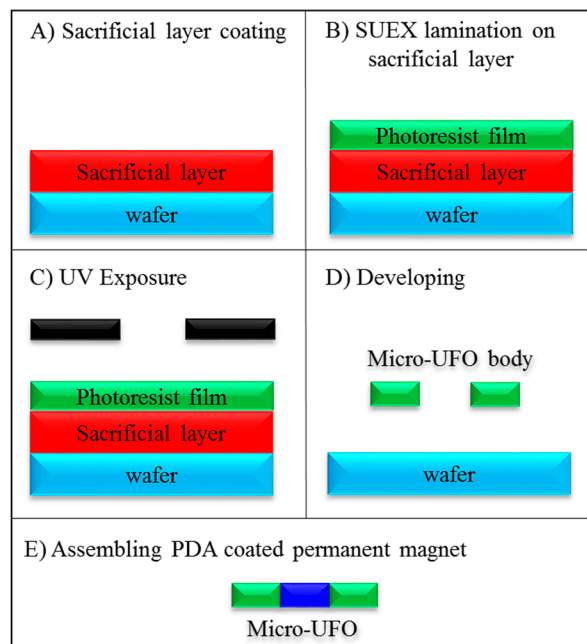 A) Sacrificial layer coating
Sacrificial layer
wafer
B) SUEX lamination on
sacrificial layer
Photoresist film
Sacrificial layer
wafer
C) UV Exposure
Photoresist film
Sacrificial layer
wafer
D) Developing
Micro-UFO body
wafer
E) Assembling PDA coated permanent magnet
Micro-UFO